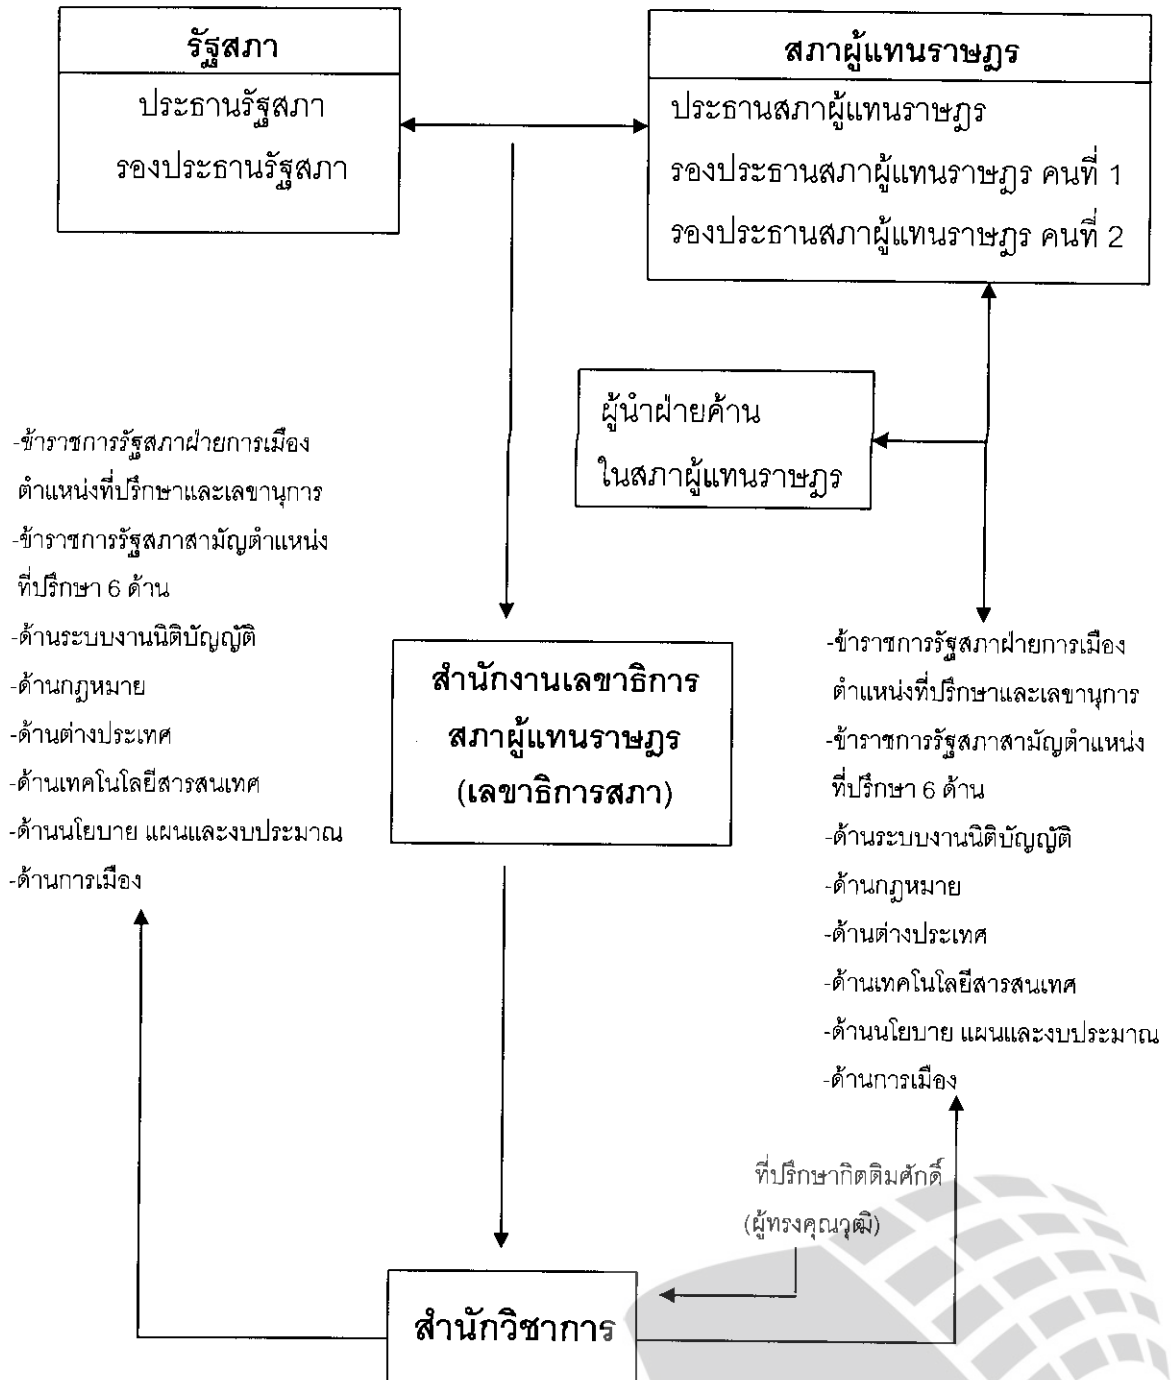 รัฐสภา
ประธานรัฐสภา
รองประธานรัฐสภา
สภาผู้แทนราษฎร
ประธานสภาผู้แทนราษฎร
รองประธานสภาผู้แทนราษฎร คนที่ 1
รองประธานสภาผู้แทนราษฎร คนที่ 2
ผู้นำฝ่ายค้าน
ในสภาผู้แทนราษฎร
-ข้าราชการรัฐสภาฝ่ายการเมือง
ตำแหน่งที่ปรึกษาและเลขานุการ
-ข้าราชการรัฐสภาสามัญตำแหน่ง
ที่ปรึกษา 6 ด้าน
-ด้านระบบงานนิติบัญญัติ
-ด้านกฎหมาย
-ด้านต่างประเทศ
-ด้านเทคโนโลยีสารสนเทศ
-ด้านนโยบาย แผนและงบประมาณ
-ด้านการเมือง
สำนักงานเลขาธิการ
สภาผู้แทนราษฎร
(เลขาธิการสภา)
-ข้าราชการรัฐสภาฝ่ายการเมือง
ตำแหน่งที่ปรึกษาและเลขานุการ
-ข้าราชการรัฐสภาสามัญตำแหน่ง
ที่ปรึกษา 6 ด้าน
-ด้านระบบงานนิติบัญญัติ
-ด้านกฎหมาย
-ด้านต่างประเทศ
-ด้านเทคโนโลยีสารสนเทศ
-ด้านนโยบาย แผนและงบประมาณ
-ด้านการเมือง
ที่ปรึกษากิตติมศักดิ์
(ผู้ทรงคุณวุฒิ)
สำนักวิชาการ